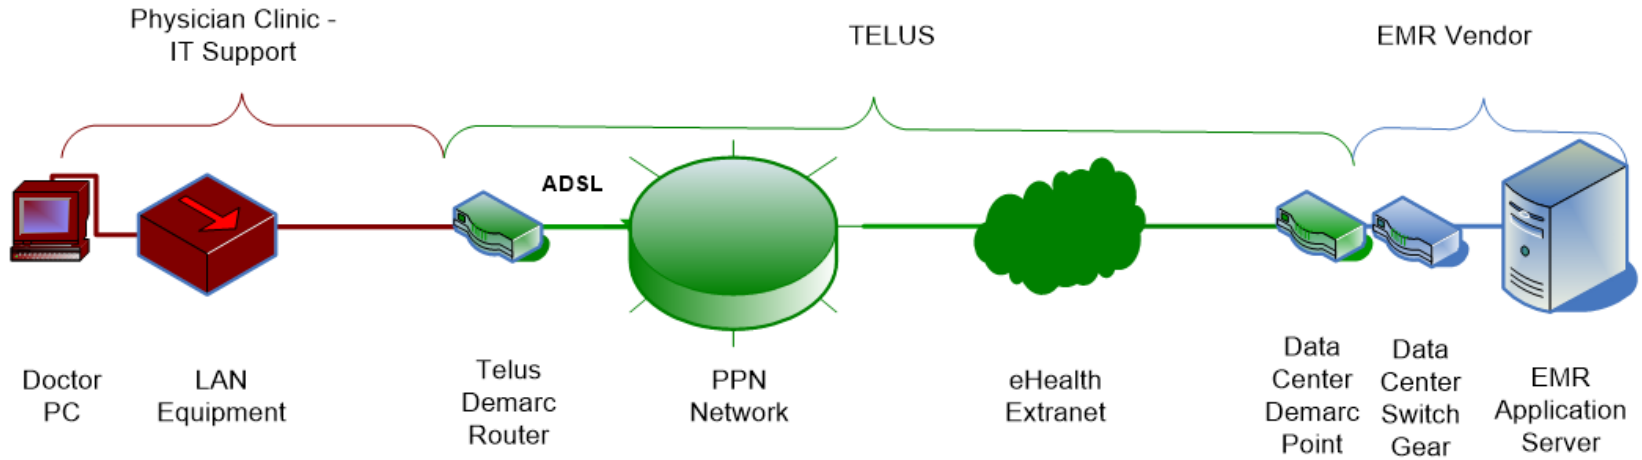 Physician Clinic -
IT Support
TELUS
EMR Vendor
ADSL
Doctor
PC
LAN
Equipment
Telus
Demarc
Router
PPN
Network
eHealth
Extranet
Data
Center
Demarc
Point
Data
Center
Switch
Gear
EMR
Application
Server